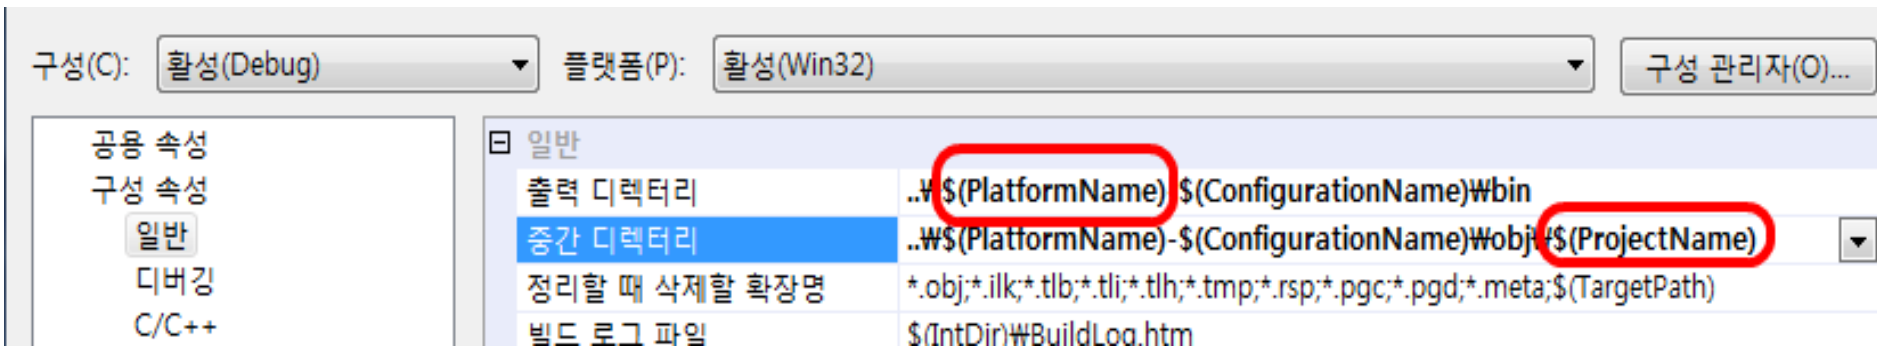 구성(C): 활성(Debug) 플랫폼(P): 활성(Win32) 구성 관리자(O)...
공용 속성
구성 속성
일반
디버깅
C/C++
일반
출력 디렉터리 ..₩$(PlatformName)-$(ConfigurationName)₩bin
중간 디렉터리 ..₩$(PlatformName)-$(ConfigurationName)₩obj₩$(ProjectName)
정리할 때 삭제할 확장명 *.obj;*.ilk;*.tlb;*.tli;*.tlh;*.tmp;*.rsp;*.pgc;*.pgd;*.meta;$(TargetPath)
빌드 로그 파일 $(IntDir)₩BuildLog.htm